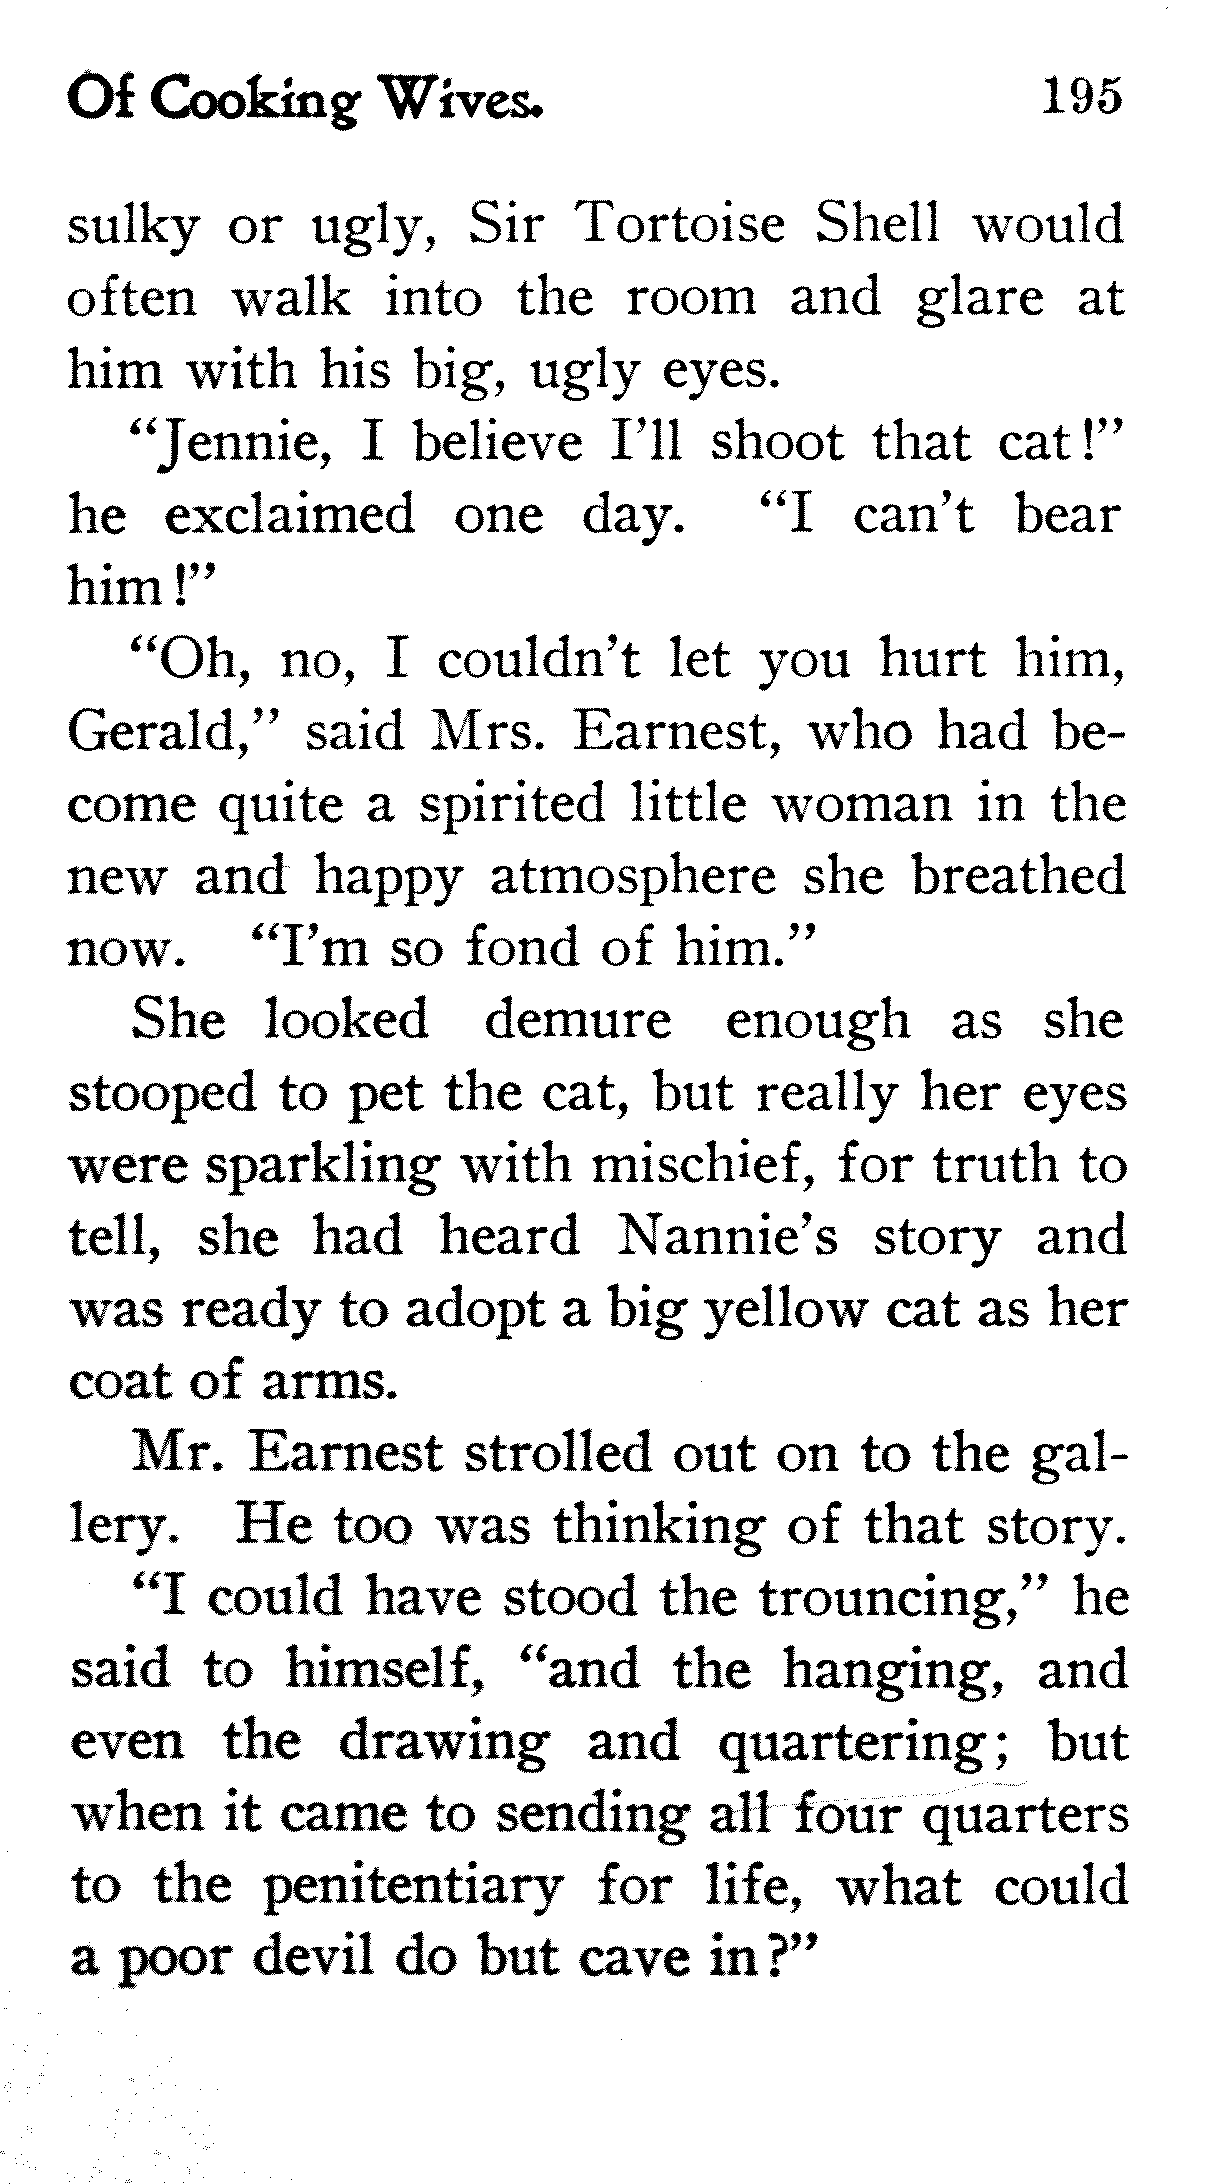 Of Cooking Wives. 195
sulky or ugly, Sir Tortoise Shell would
often walk into the room and glare at
him with his big, ugly eyes.
“Jennie, I believe I’ll shoot that cat!”
he exclaimed one day. “I can’t bear
him!”
“Oh, no, I couldn’t let you hurt him,
Gerald,” said Mrs. Earnest, who had be-
come quite a spirited little woman in the
new and happy atmosphere she breathed
now. “I’m so fond of him.”
She looked demure enough as she
stooped to pet the cat, but really her eyes
were sparkling with mischief, for truth to
tell, she had heard Nannie’s story and
was ready to adopt a big yellow cat as her
coat of arms.
Mr. Earnest strolled out on to the gal-
lery. He too was thinking of that story.
“I could have stood the trouncing,” he
said to himself, “and the hanging, and
even the drawing and quartering; but
when it came to sending all four quarters
to the penitentiary for life, what could
a poor devil do but cave in?”